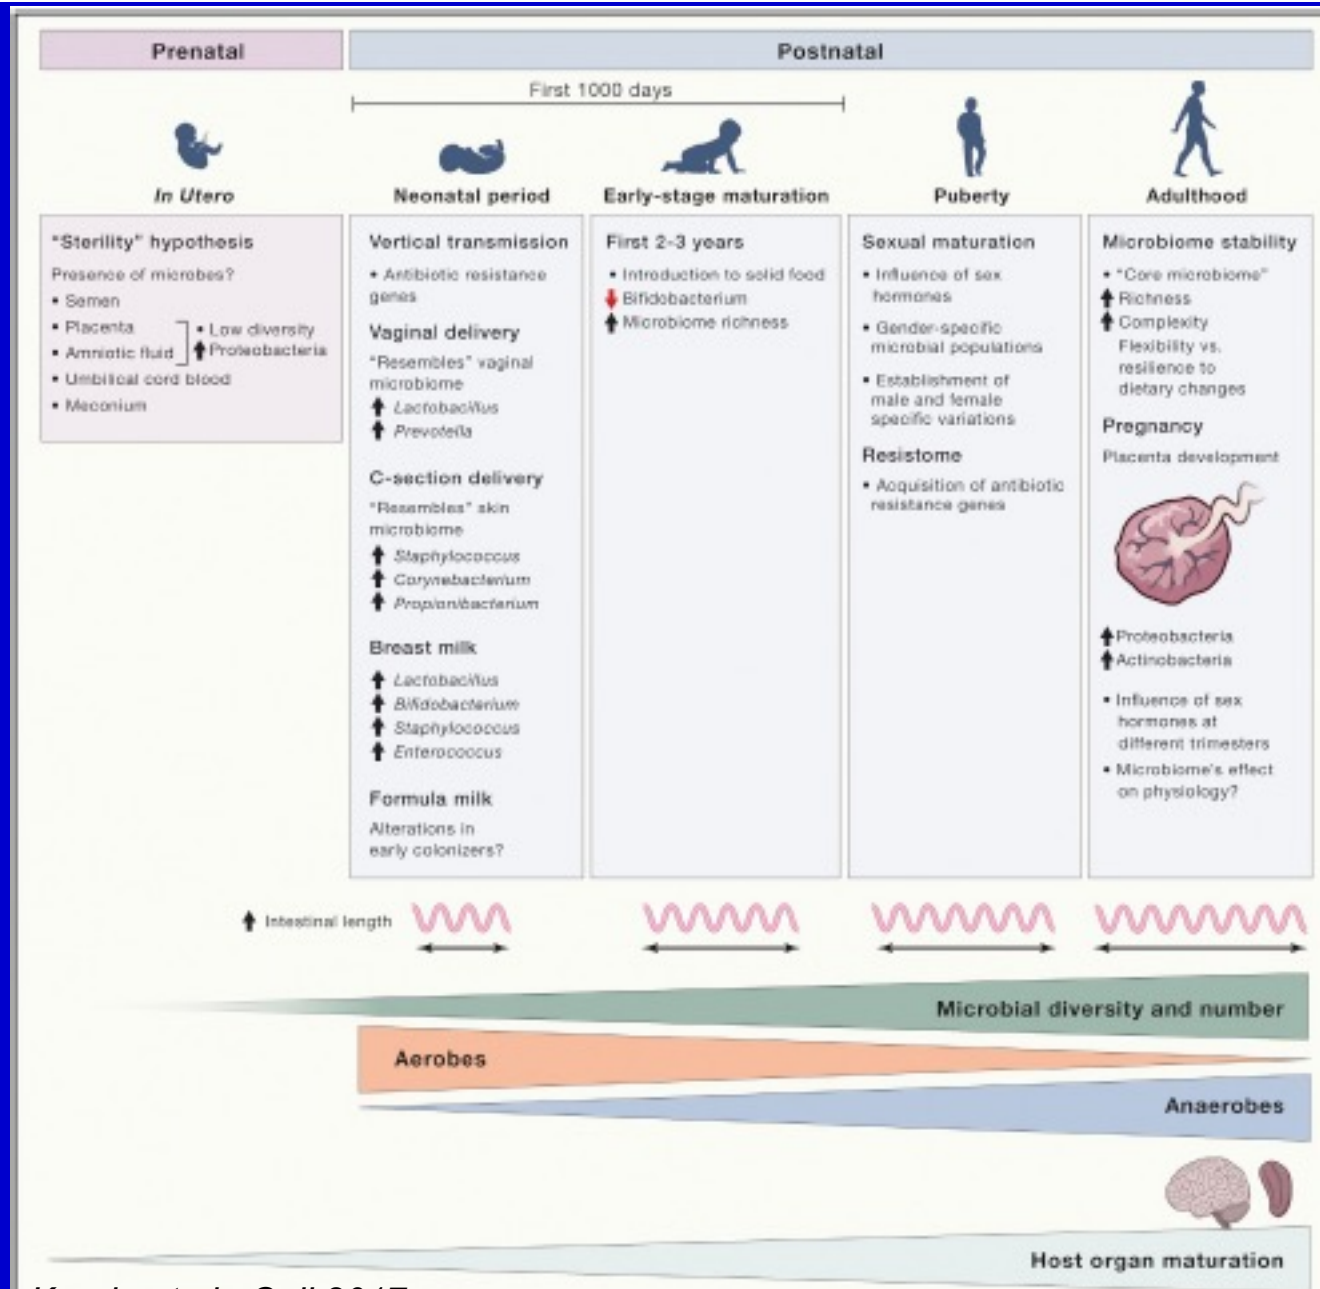 Prenatal
Postnatal
First 1000 days
In Utero
Neonatal period
Early-stage maturation
Puberty
Adulthood
"Sterility" hypothesis
Presence of microbes?
• Semen
• Placenta
• Amniotic fluid
• Low diversity
Proteobacteria
• Umbilical cord blood
• Meconium
Vertical transmission
• Antibiotic resistance
genes
Vaginal delivery
"Resembles" vaginal
microbiome
Lactobacillus
Prevotella
C-section delivery
"Resembles" skin
microbiome
Staphylococcus
Corynebacterium
Propionibacterium
Breast milk
Lactobacillus
Bifidobacterium
Staphylococcus
Enterococcus
Formula milk
Alterations in
early colonizers?
First 2-3 years
• Introduction to solid food
Bifidobacterium
Microbiome richness
Sexual maturation
• Influence of sex
hormones
• Gender-specific
microbial populations
• Establishment of
male and female
specific variations
Resistome
• Acquisition of antibiotic
resistance genes
Microbiome stability
• "Core microbiome"
Richness
Complexity
Flexibility vs.
resilience to
dietary changes
Pregnancy
Placenta development
Proteobacteria
Actinobacteria
• Influence of sex
hormones at
different trimesters
• Microbiome's effect
on physiology?
Intestinal length
Microbial diversity and number
Aerobes
Anaerobes
Host organ maturation
Cell 2017